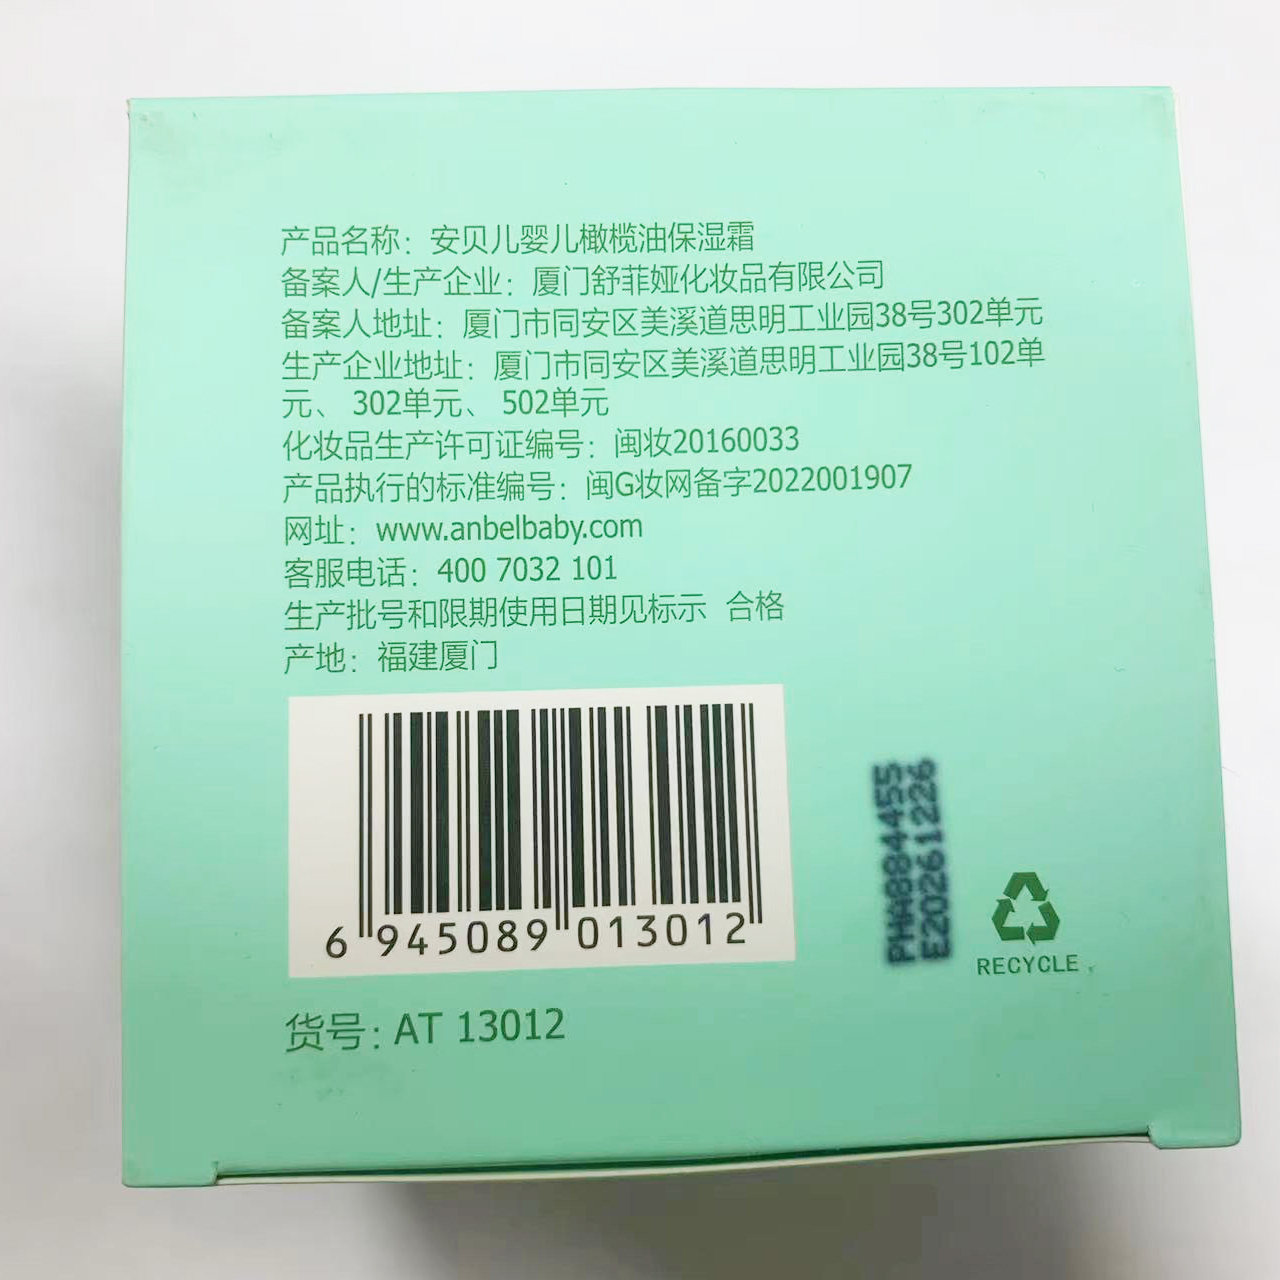 产品名称：安贝儿婴儿橄榄油保湿霜
备案人/生产企业：厦门舒菲娅化妆品有限公司
备案人地址：厦门市同安区美溪道思明工业园38号302单元
生产企业地址：厦门市同安区美溪道思明工业园38号102单
元、302单元、502单元
化妆品生产许可证编号：闽妆20160033
产品执行的标准编号：闽G妆网备字2022001907
网址：www.anbelbaby.com
客服电话：400 7032 101
生产批号和限期使用日期见标示 合格
产地：福建厦门
6 945089 013012
货号：AT 13012
PHA884455
E20261226
RECYCLE